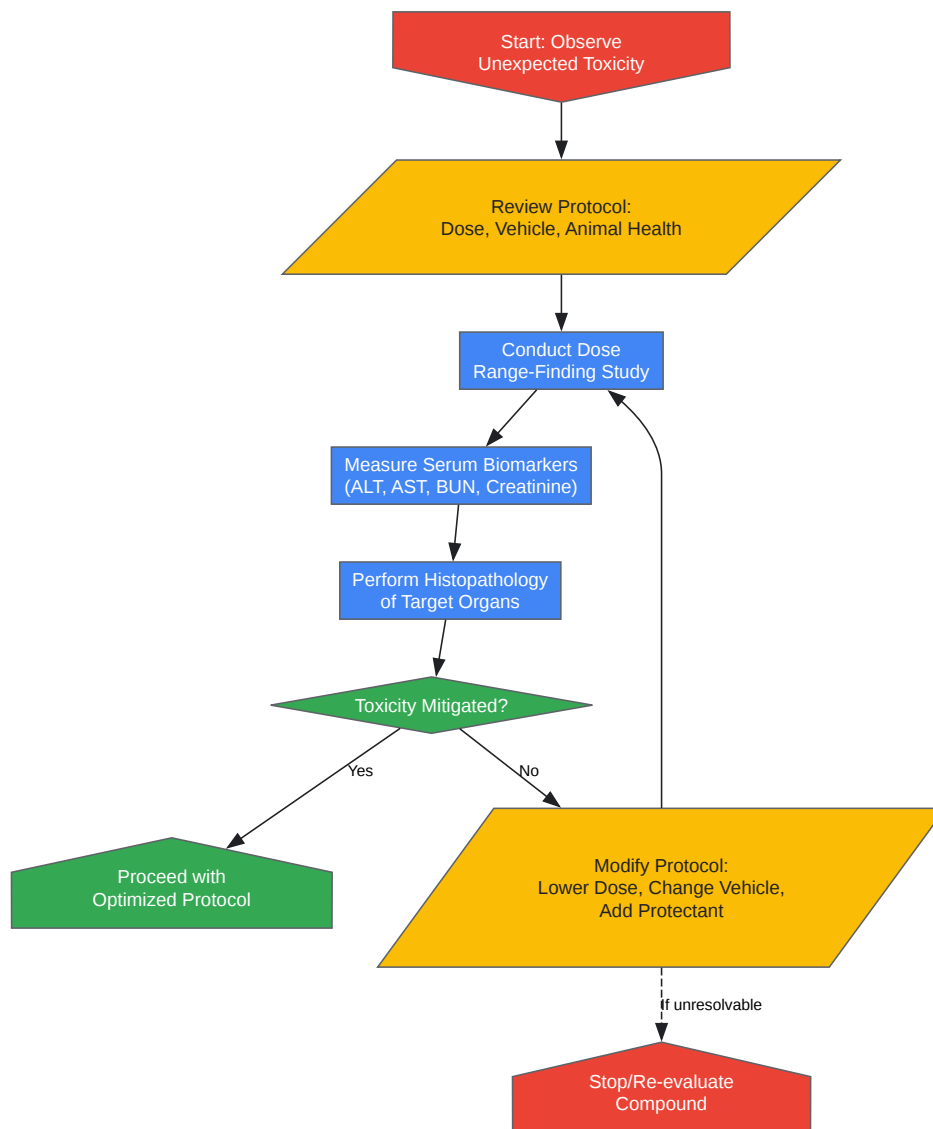 Start: Observe
Unexpected Toxicity
Review Protocol:
Dose, Vehicle, Animal Health
Conduct Dose
Range-Finding Study
Measure Serum Biomarkers
(ALT, AST, BUN, Creatinine)
Perform Histopathology
of Target Organs
Toxicity Mitigated?
Yes
No
Proceed with
Optimized Protocol
Modify Protocol:
Lower Dose, Change Vehicle,
Add Protectant
If unresolvable
Stop/Re-evaluate
Compound